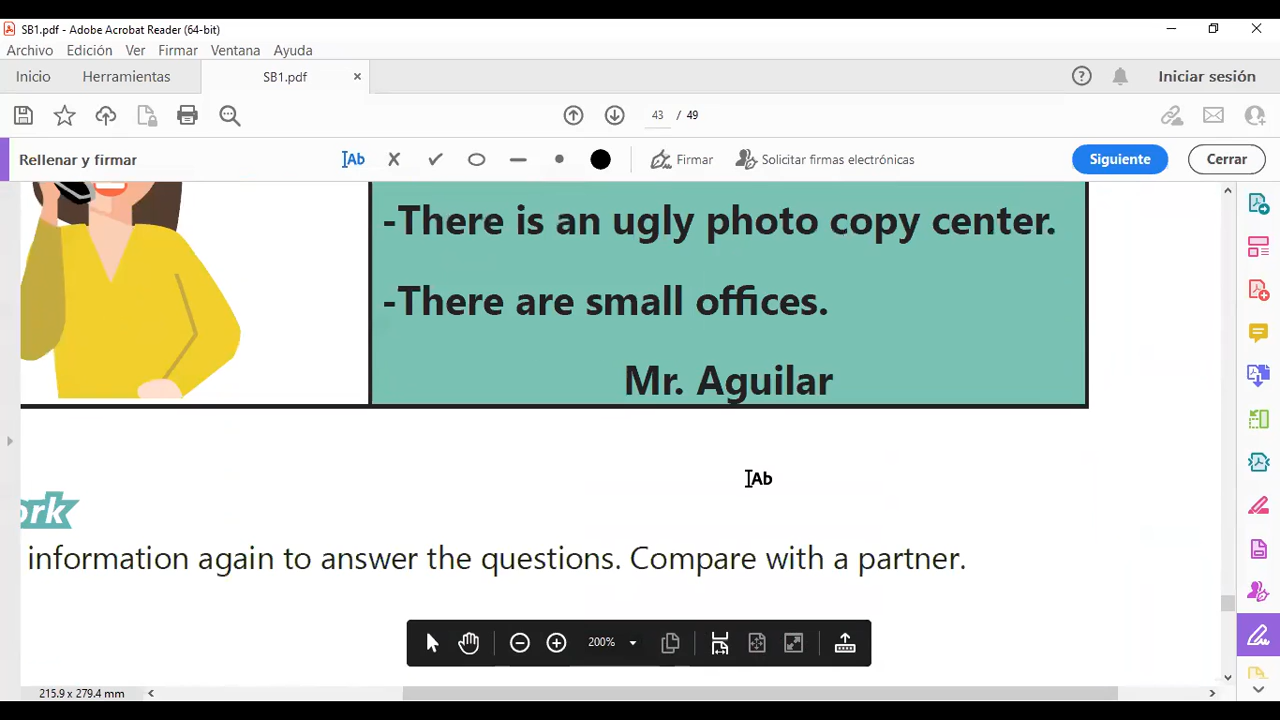 SB1.pdf - Adobe Acrobat Reader (64-bit)
Archivo Edición Ver Firmar Ventana Ayuda
Inicio Herramientas SB1.pdf × Iniciar sesión
43 / 49
Rellenar y firmar Ab Firmar Solicitar firmas electrónicas Siguiente Cerrar
-There is an ugly photo copy center.
-There are small offices.
Mr. Aguilar
Ab
ork
information again to answer the questions. Compare with a partner.
200%
215.9 x 279.4 mm